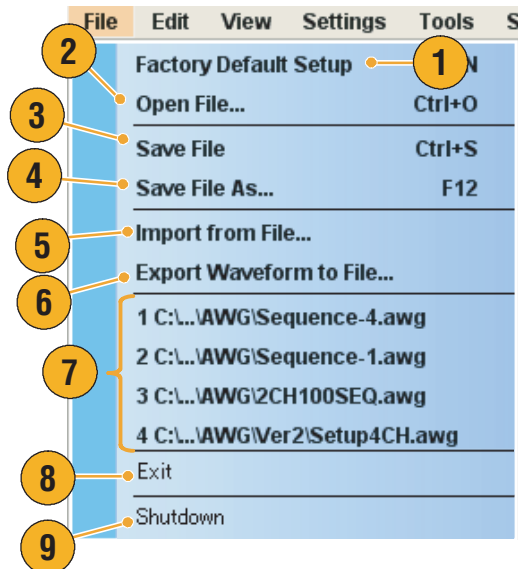 File Edit View Settings Tools S
2
Factory Default Setup 1 N
Open File... Ctrl+O
3
Save File Ctrl+S
4
Save File As... F12
5
Import from File...
6
Export Waveform to File...
1 C:\...\AWG\Sequence-4.awg
2 C:\...\AWG\Sequence-1.awg
7
3 C:\...\AWG\2CH100SEQ.awg
4 C:\...\AWG\Ver2\Setup4CH.awg
8 Exit
Shutdown
9